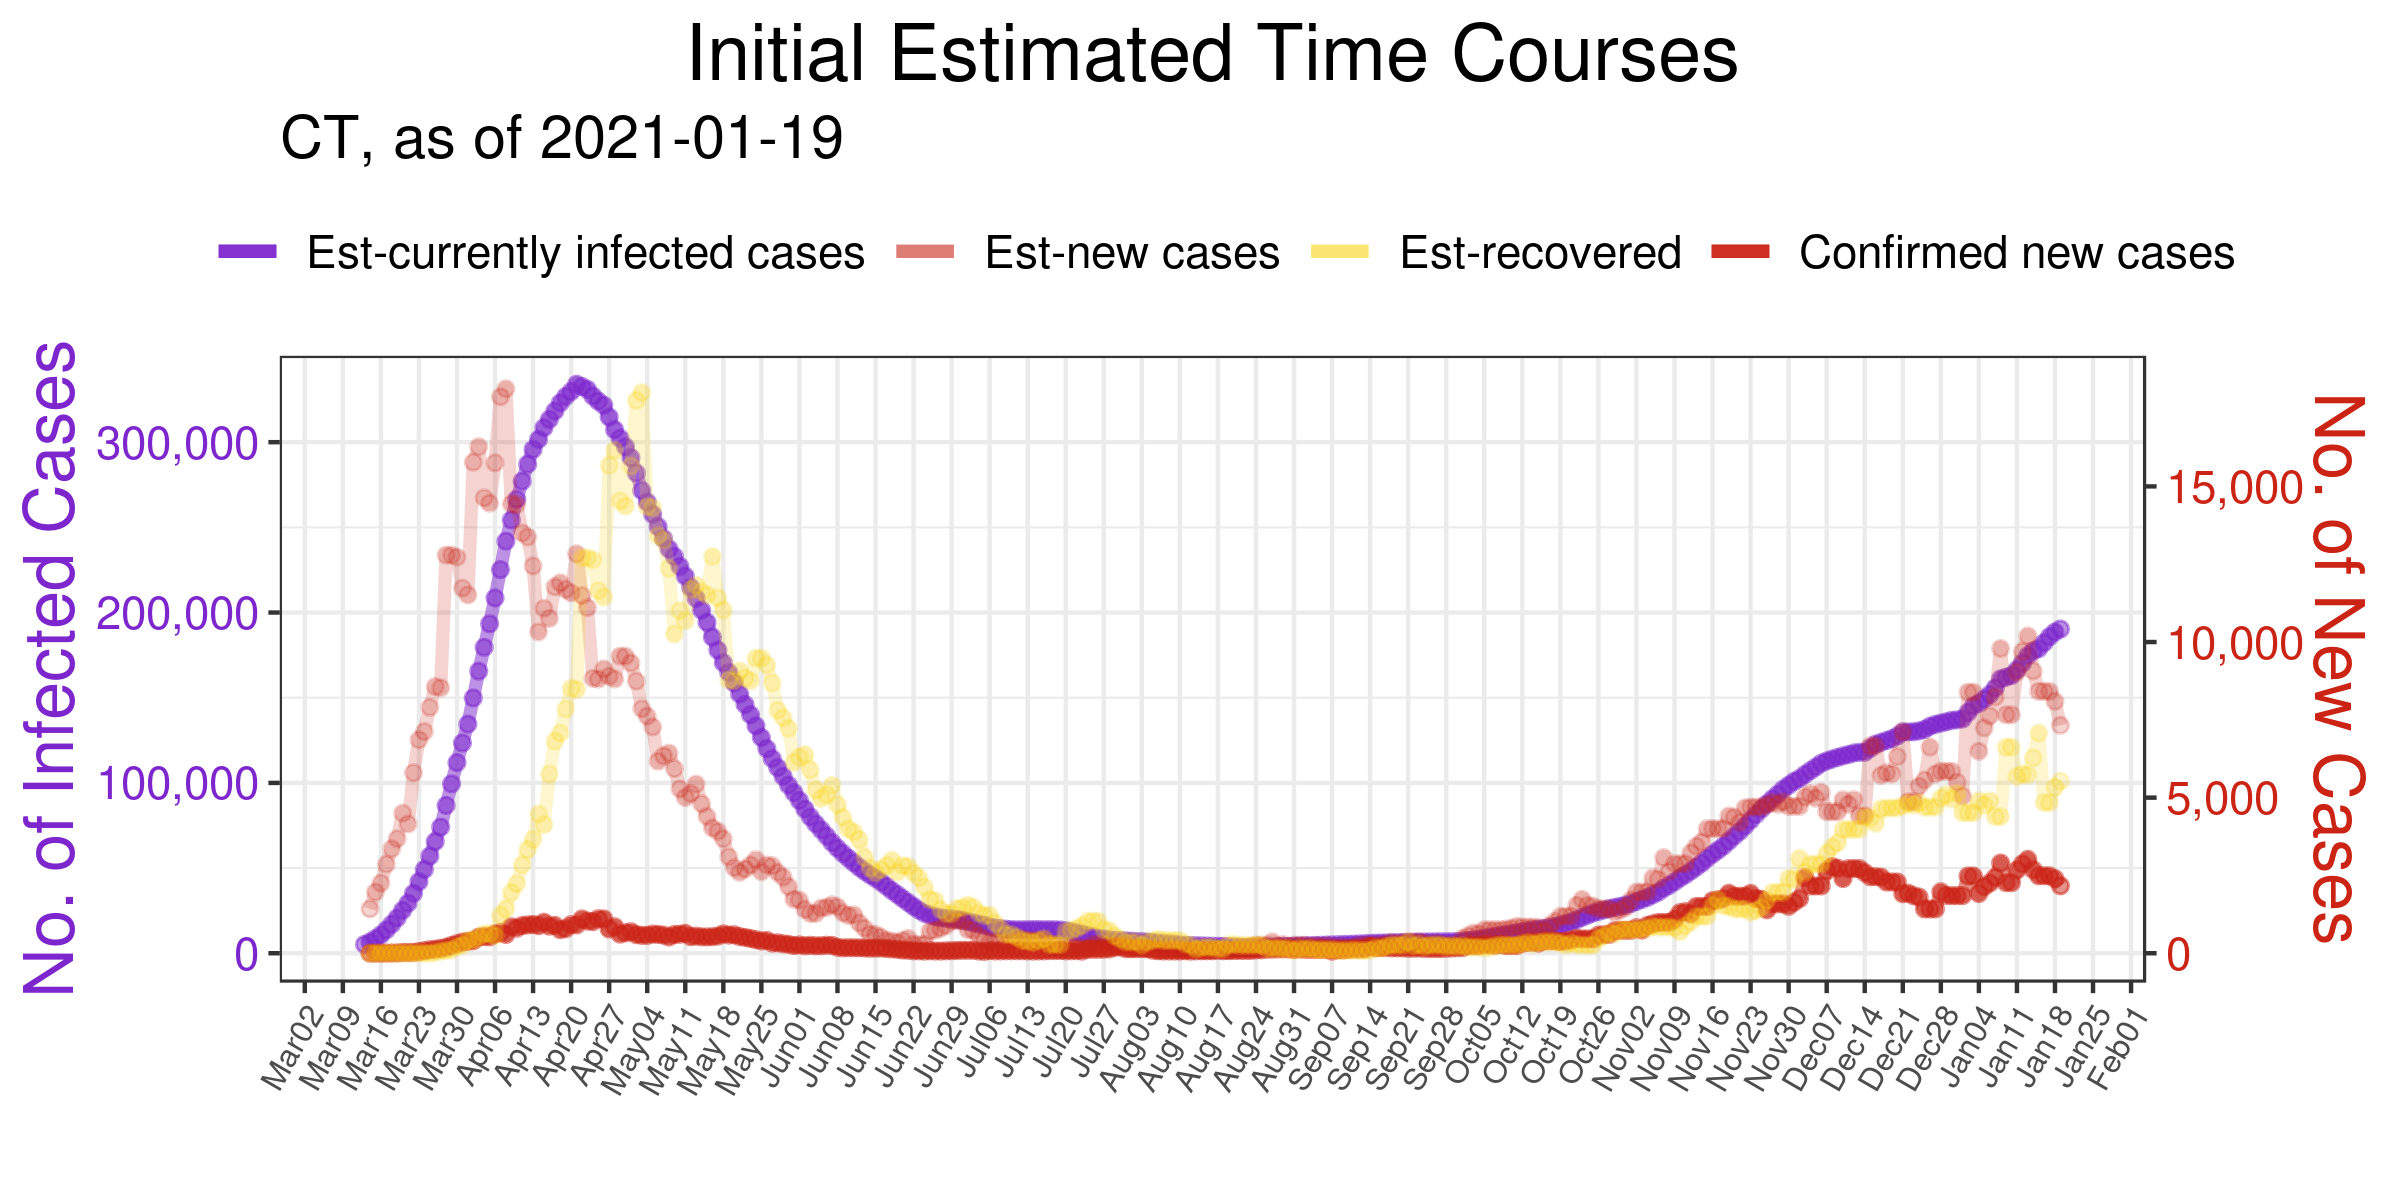 Initial Estimated Time Courses
CT, as of 2021-01-19
Est-currently infected cases Est-new cases Est-recovered Confirmed new cases
No. of Infected Cases
300,000
200,000
100,000
0
15,000
10,000
5,000
0
No. of New Cases
Mar02 Mar09 Mar16 Mar23 Mar30 Apr06 Apr13 Apr20 Apr27 May04 May11 May18 May25 Jun01 Jun08 Jun15 Jun22 Jun29 Jul06 Jul13 Jul20 Jul27 Aug03 Aug10 Aug17 Aug24 Aug31 Sep07 Sep14 Sep21 Sep28 Oct05 Oct12 Oct19 Oct26 Nov02 Nov09 Nov16 Nov23 Nov30 Dec07 Dec14 Dec21 Dec28 Jan04 Jan11 Jan18 Jan25 Feb01